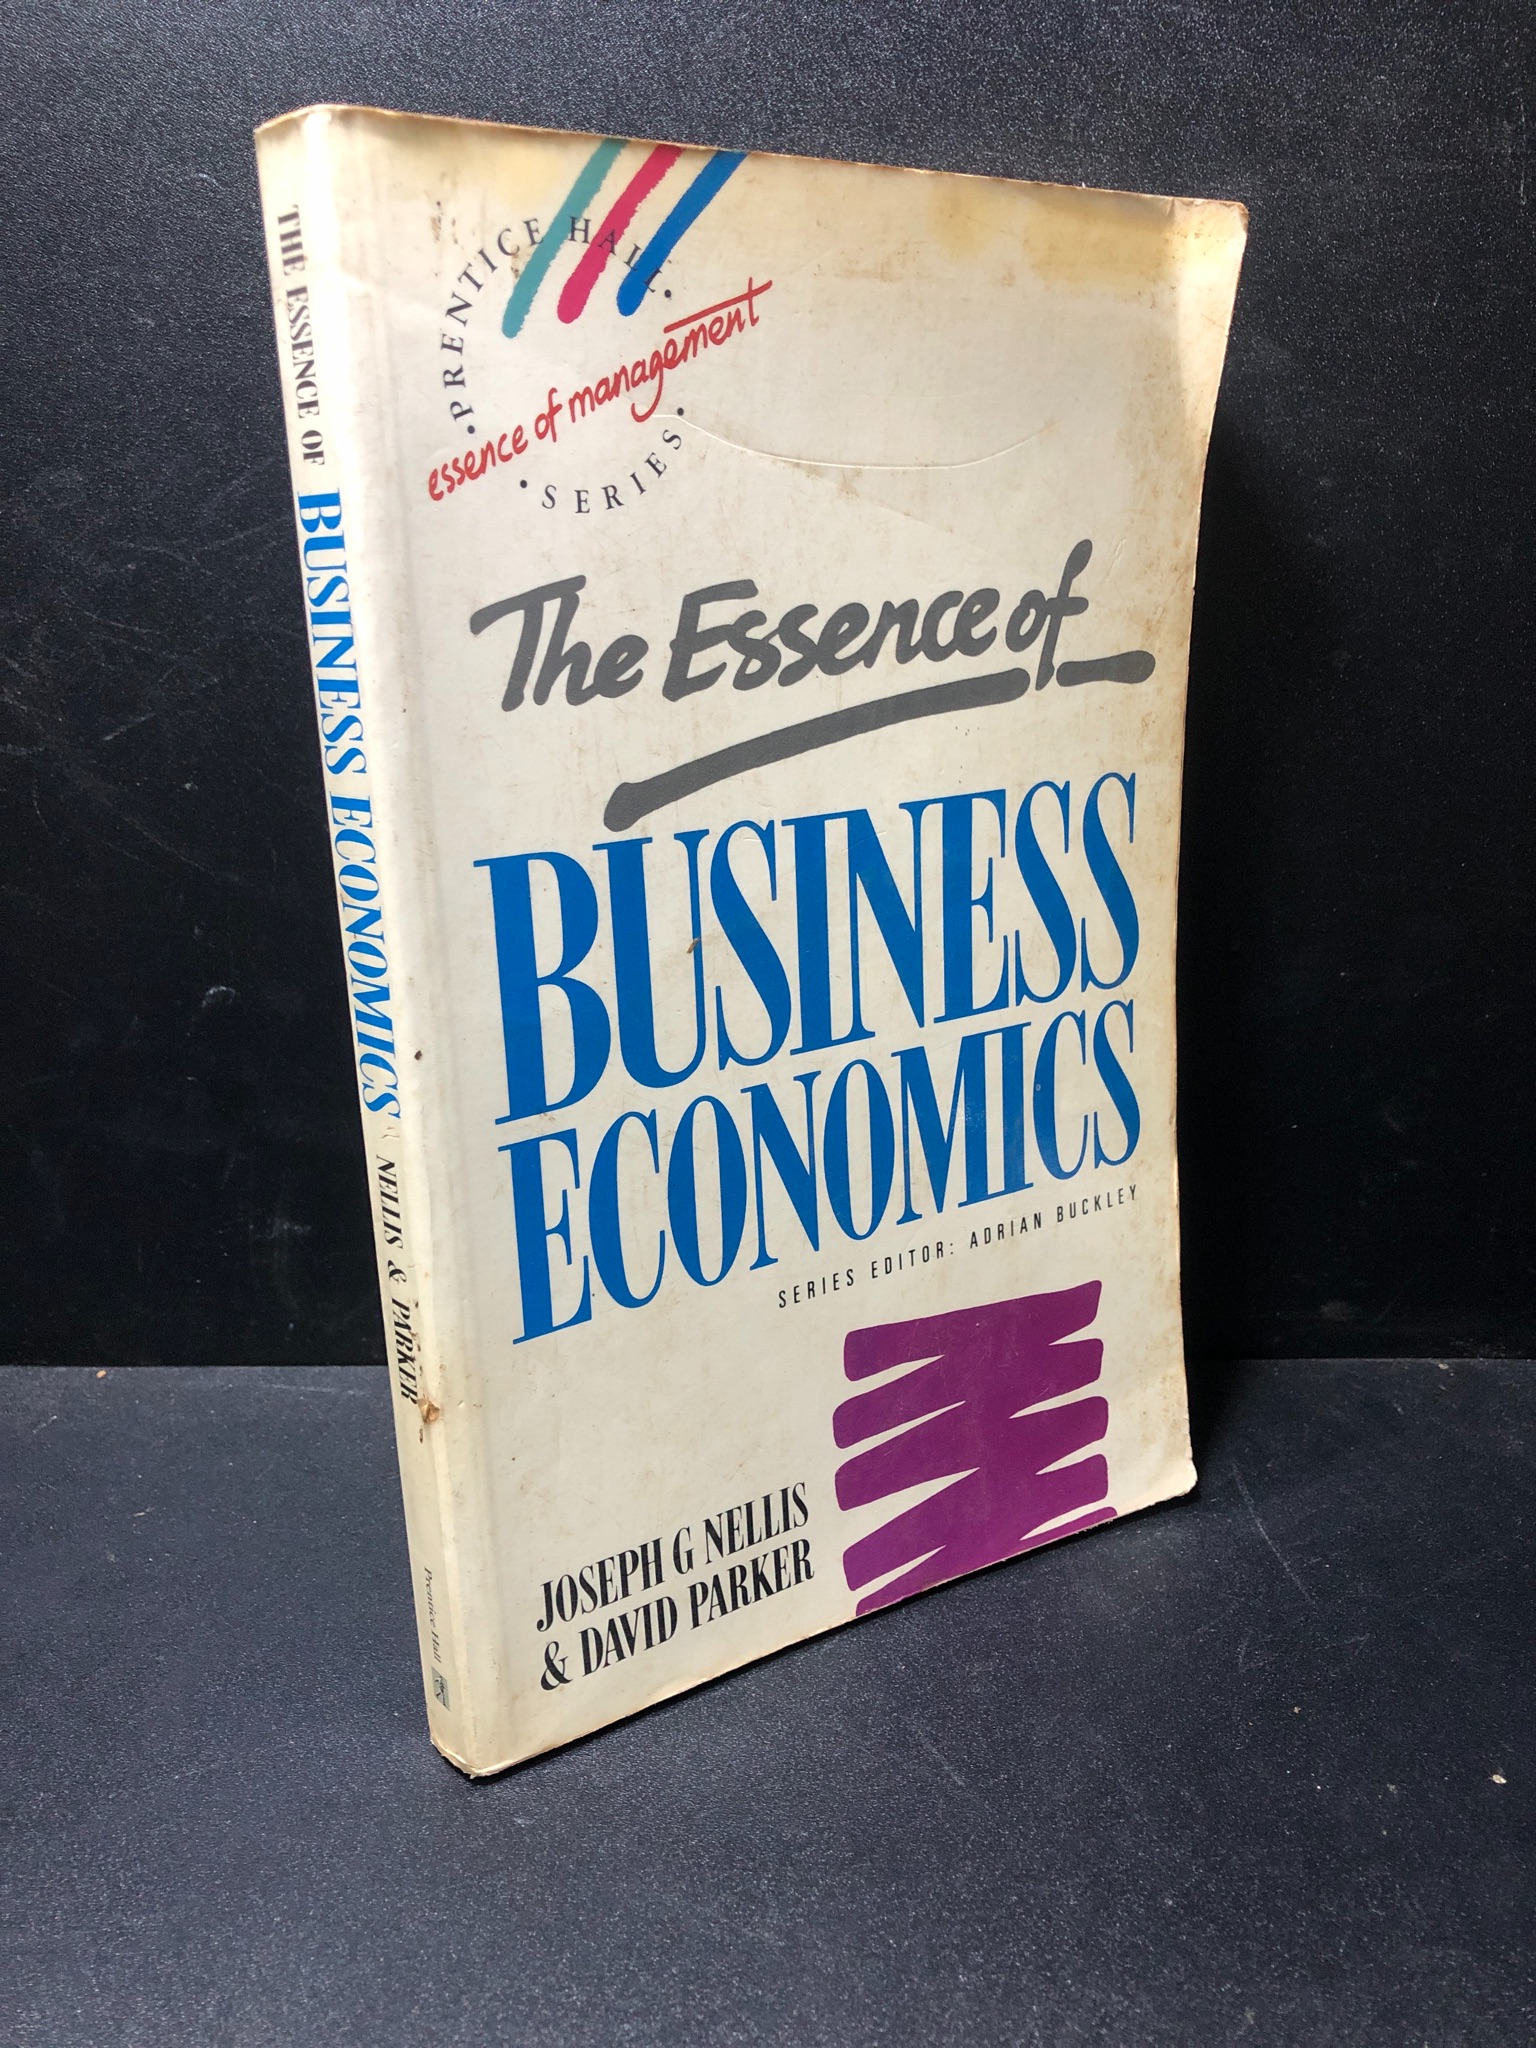 THE ESSENCE OF BUSINESS ECONOMICS NELLIS & PARKER Prentice Hall
· PRENTICE HALL ·
essence of management
· SERIES ·
The Essence of
BUSINESS
ECONOMICS
SERIES EDITOR: ADRIAN BUCKLEY
JOSEPH G NELLIS
& DAVID PARKER